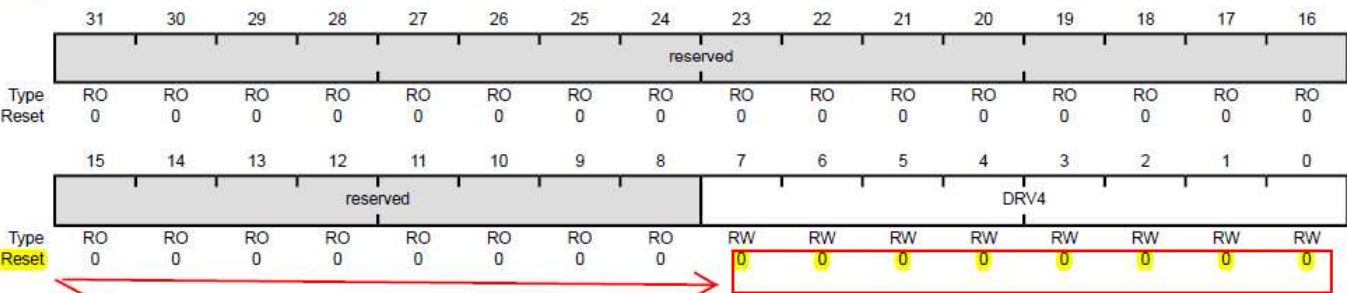 31 30 29 28 27 26 25 24 23 22 21 20 19 18 17 16
reserved
Type RO RO RO RO RO RO RO RO RO RO RO RO RO RO RO RO
Reset 0 0 0 0 0 0 0 0 0 0 0 0 0 0 0 0
15 14 13 12 11 10 9 8 7 6 5 4 3 2 1 0
reserved DRV4
Type RO RO RO RO RO RO RO RO RW RW RW RW RW RW RW RW
Reset 0 0 0 0 0 0 0 0 0 0 0 0 0 0 0 0